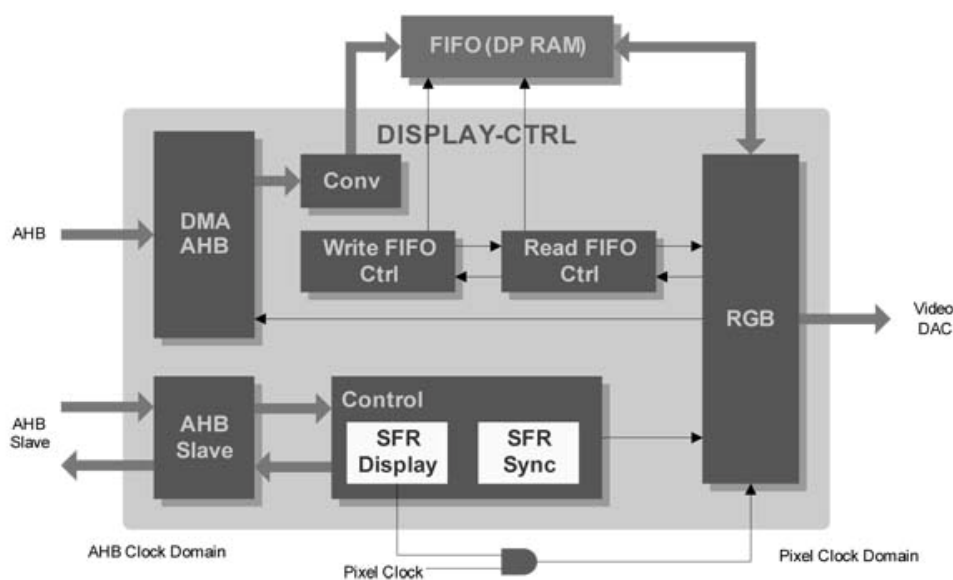 FIFO (DP RAM)
DISPLAY-CTRL
Conv
DMA
AHB
AHB
Write FIFO
Ctrl
Read FIFO
Ctrl
RGB
Video
DAC
AHB
Slave
AHB
Slave
Control
SFR
Display
SFR
Sync
AHB Clock Domain
Pixel Clock
Pixel Clock Domain